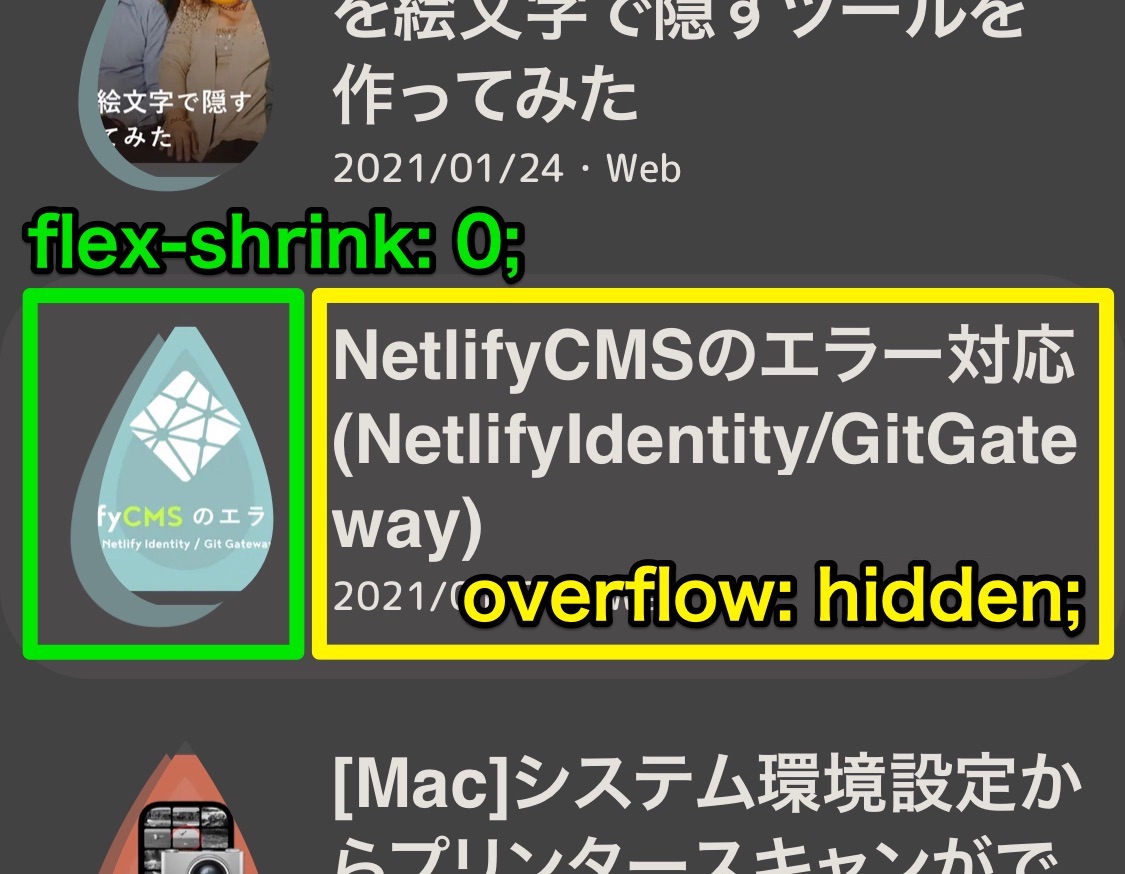 を絵文字で隠すツールを
作ってみた
絵文字で隠す
てみた
2021/01/24・Web
flex-shrink: 0;
NetlifyCMSのエラー対応
(NetlifyIdentity/GitGate
way)
fyCMS のエラ
Netlify Identity / Git Gateway
2021/0
overflow: hidden;
[Mac]システム環境設定か
らプリンタースキャンがで